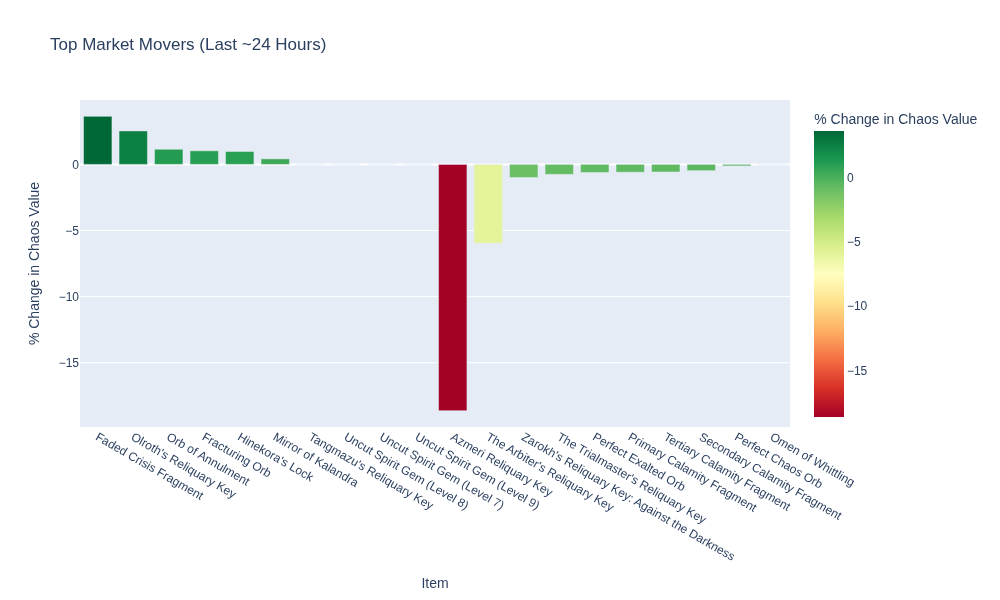 Top Market Movers (Last ~24 Hours)
% Change in Chaos Value
0
−5
−10
−15
% Change in Chaos Value
0
−5
−10
−15
Faded Crisis Fragment
Olroth's Reliquary Key
Orb of Annulment
Fracturing Orb
Hinekora's Lock
Mirror of Kalandra
Tangmazu's Reliquary Key
Uncut Spirit Gem (Level 8)
Uncut Spirit Gem (Level 7)
Uncut Spirit Gem (Level 9)
Azmeri Reliquary Key
The Arbiter's Reliquary Key
Zarokh's Reliquary Key: Against the Darkness
The Trialmaster's Reliquary Key
Perfect Exalted Orb
Primary Calamity Fragment
Tertiary Calamity Fragment
Secondary Calamity Fragment
Perfect Chaos Orb
Omen of Whittling
Item